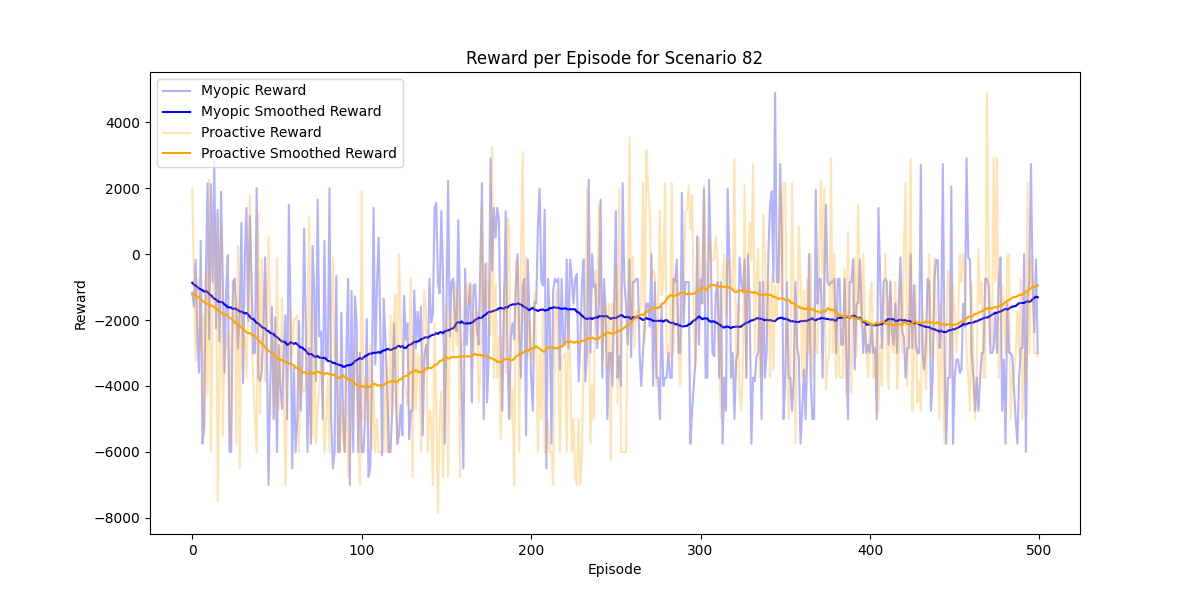 Reward per Episode for Scenario 82
Myopic Reward
Myopic Smoothed Reward
Proactive Reward
Proactive Smoothed Reward
Reward
4000
2000
0
−2000
−4000
−6000
−8000
0 100 200 300 400 500
Episode